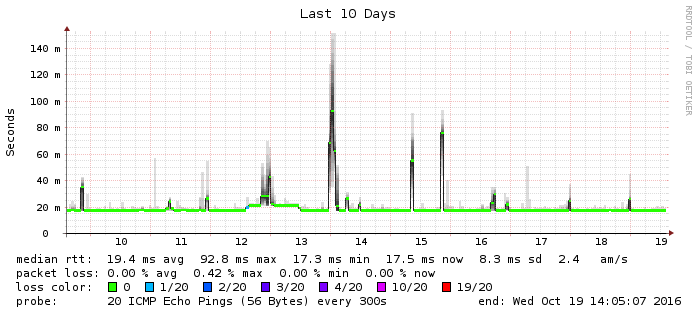 Last 10 Days
RRDTOOL / TOBI OETIKER
Seconds
140 m
120 m
100 m
80 m
60 m
40 m
20 m
0
10 11 12 13 14 15 16 17 18 19
median rtt: 19.4 ms avg 92.8 ms max 17.3 ms min 17.5 ms now 8.3 ms sd 2.4 am/s
packet loss: 0.00 % avg 0.42 % max 0.00 % min 0.00 % now
loss color: 0 1/20 2/20 3/20 4/20 10/20 19/20
probe: 20 ICMP Echo Pings (56 Bytes) every 300s end: Wed Oct 19 14:05:07 2016